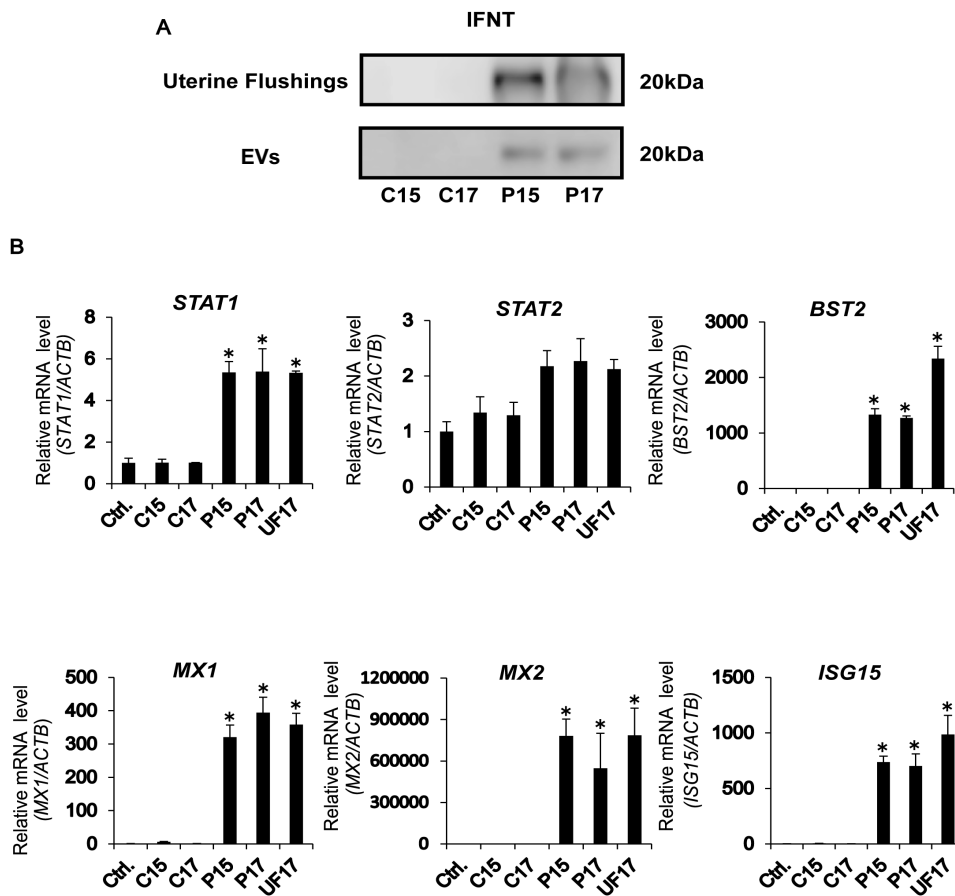 A
IFNT
Uterine Flushings
20kDa
EVs
20kDa
C15 C17 P15 P17
B
STAT1
Relative mRNA level
(STAT1/ACTB)
8
6
4
2
0
*
*
*
Ctrl. C15 C17 P15 P17 UF17
STAT2
Relative mRNA level
(STAT2/ACTB)
3
2
1
0
Ctrl. C15 C17 P15 P17 UF17
BST2
Relative mRNA level
(BST2/ACTB)
3000
2000
1000
0
*
*
*
Ctrl. C15 C17 P15 P17 UF17
MX1
Relative mRNA level
(MX1/ACTB)
500
400
300
200
100
0
*
*
*
Ctrl. C15 C17 P15 P17 UF17
MX2
Relative mRNA level
(MX2/ACTB)
1200000
900000
600000
300000
0
*
*
*
Ctrl. C15 C17 P15 P17 UF17
ISG15
Relative mRNA level
(ISG15/ACTB)
1500
1000
500
0
*
*
*
Ctrl. C15 C17 P15 P17 UF17